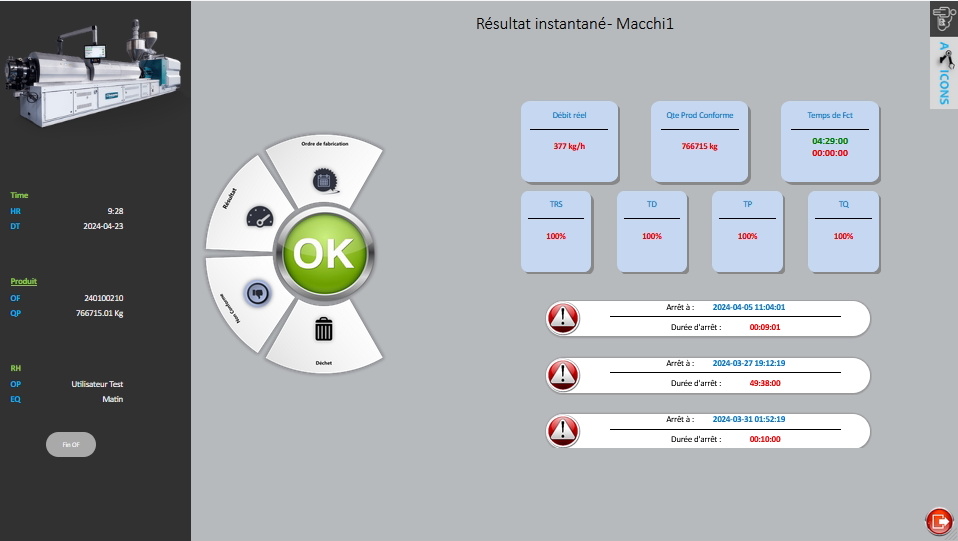 Résultat instantané - Macchi1
A
ICONS
Time
HR 9:28
DT 2024-04-23
Produit
OF 240100210
QP 766715.01 Kg
RH
OP Utilisateur Test
EQ Matin
Fin OF
Ordre de fabrication
Résultat
OK
Non Conforme
Déchet
Débit réel
377 kg/h
Qte Prod Conforme
766715 kg
Temps de Fct
04:29:00
00:00:00
TRS
100%
TD
100%
TP
100%
TQ
100%
Arrêt à : 2024-04-05 11:04:01
Durée d'arrêt : 00:09:01
Arrêt à : 2024-03-27 19:12:19
Durée d'arrêt : 49:38:00
Arrêt à : 2024-03-31 01:52:19
Durée d'arrêt : 00:10:00